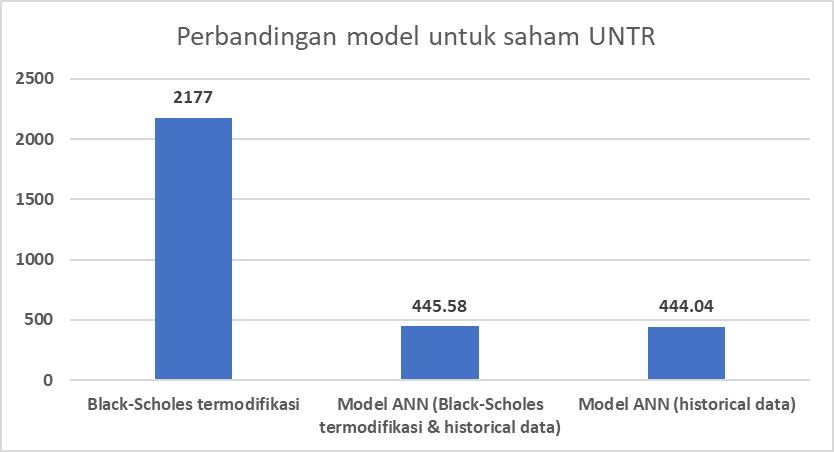 Perbandingan model untuk saham UNTR
2500
2000
1500
1000
500
0
2177
445.58
444.04
Black-Scholes termodifikasi
Model ANN (Black-Scholes
termodifikasi & historical data)
Model ANN (historical data)